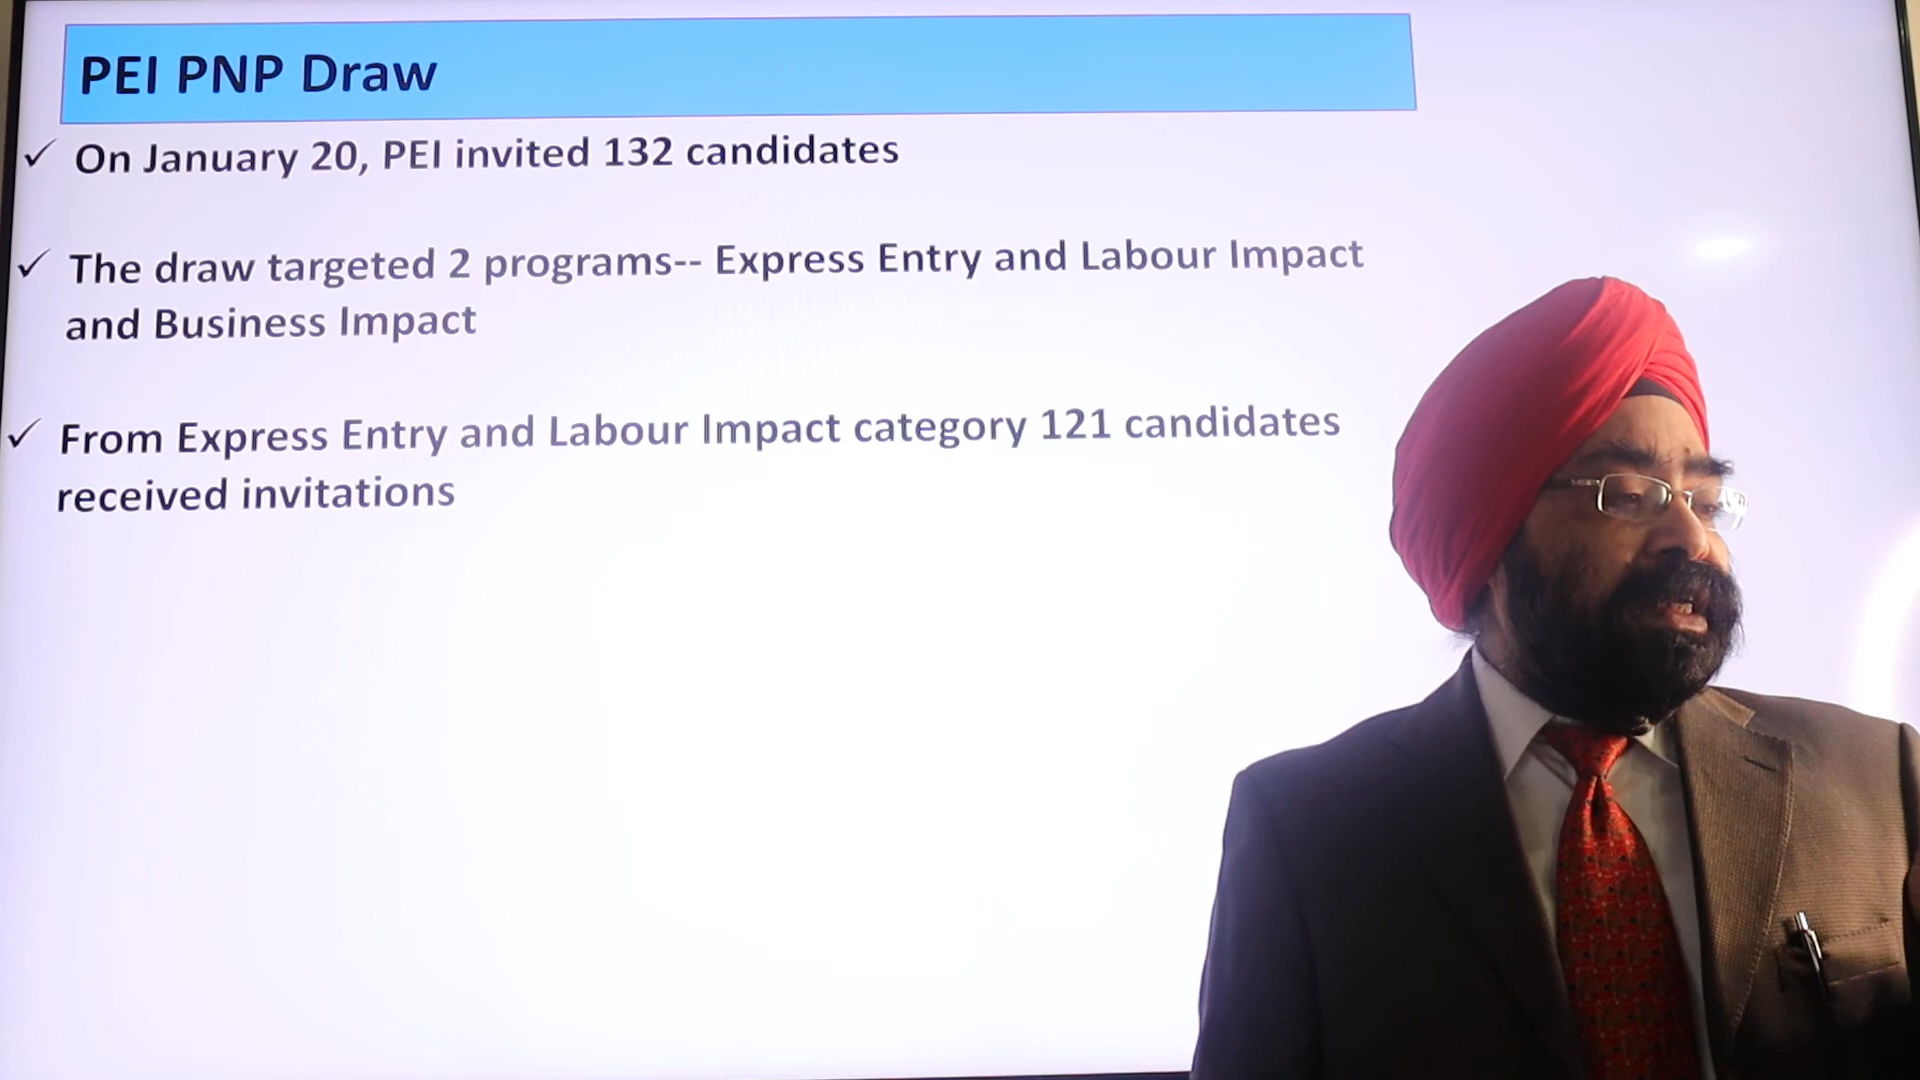 PEI PNP Draw
✓ On January 20, PEI invited 132 candidates
✓ The draw targeted 2 programs-- Express Entry and Labour Impact
and Business Impact
✓ From Express Entry and Labour Impact category 121 candidates
received invitations